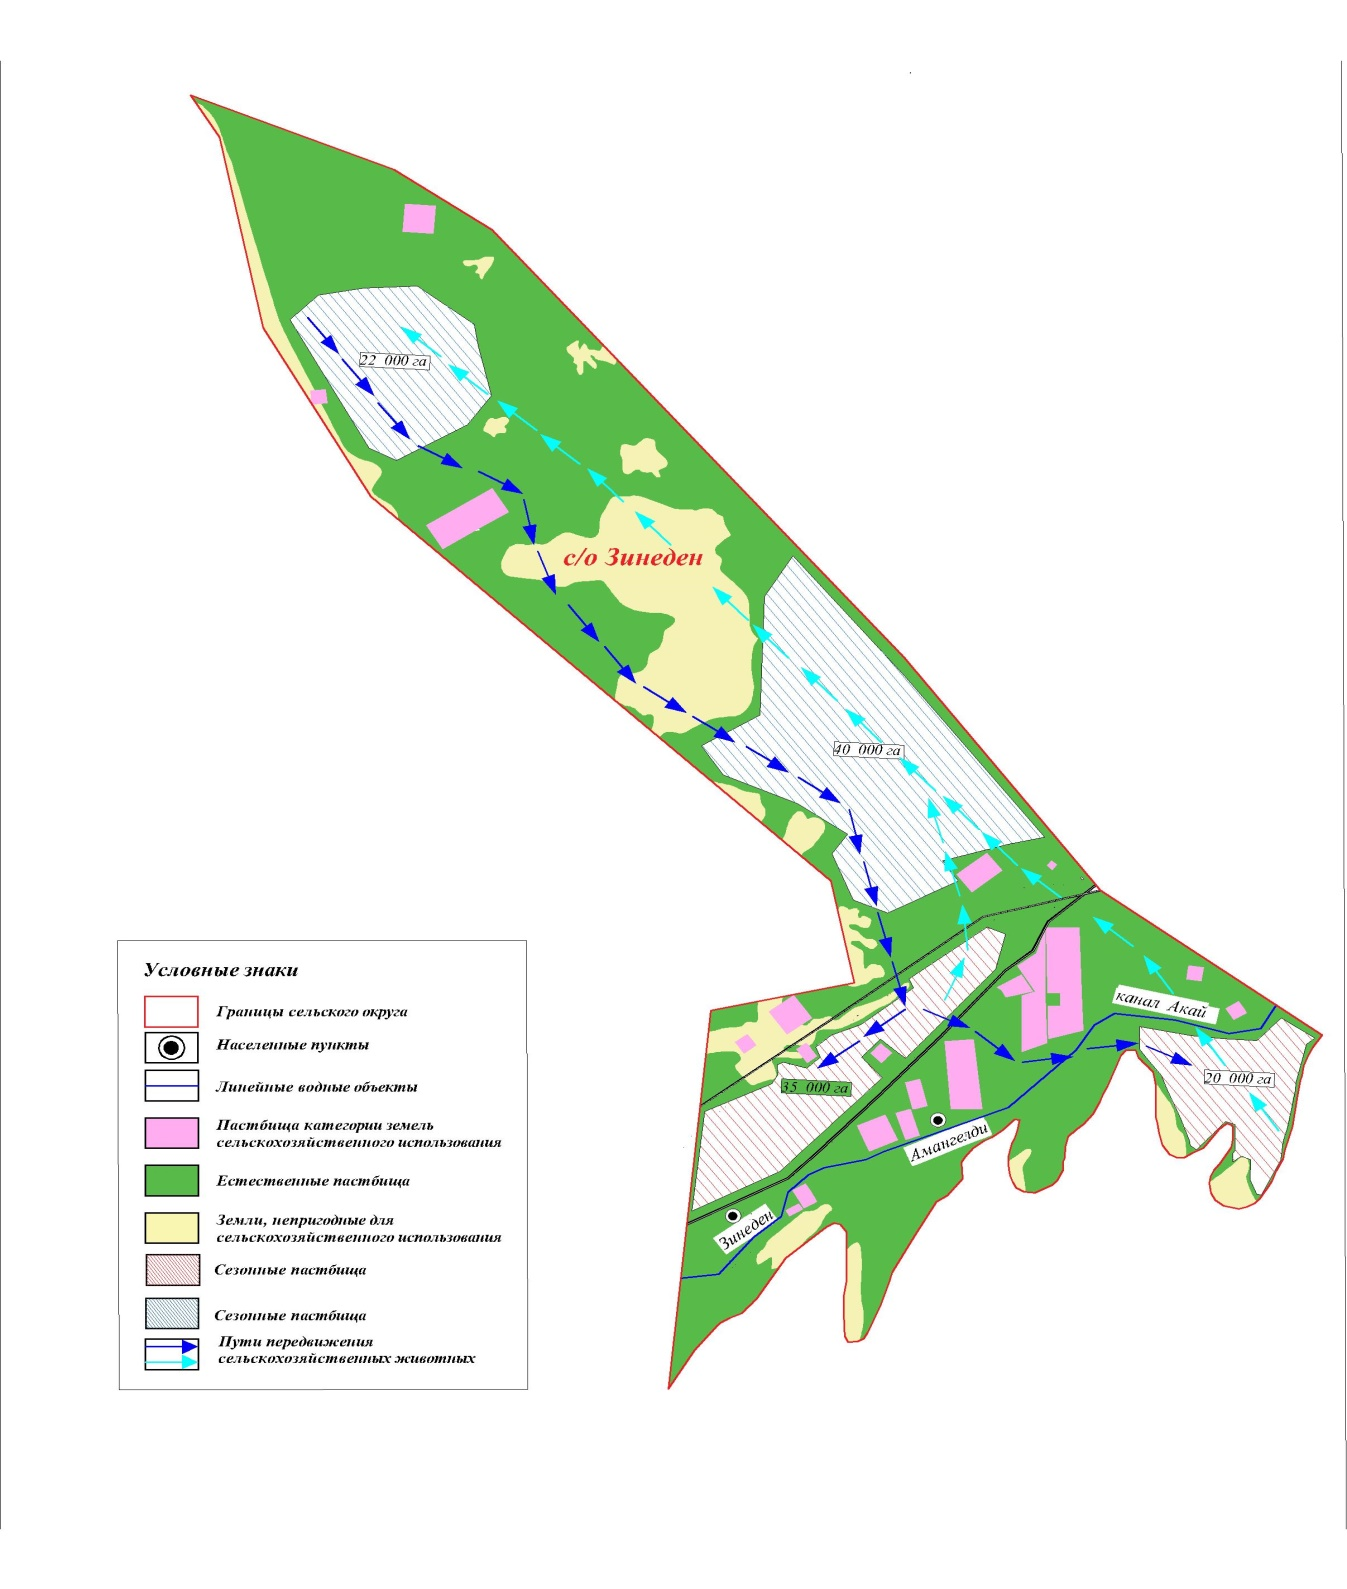 22 000 га
с/о Зинеден
40 000 га
канал Акай
20 000 га
35 000 га
Амангелди
Зинеден
Условные знаки
Границы сельского округа
Населенные пункты
Линейные водные объекты
Пастбища категории земель
сельскохозяйственного использования
Естественные пастбища
Земли, непригодные для
сельскохозяйственного использования
Сезонные пастбища
Сезонные пастбища
Пути передвижения
сельскохозяйственных животных